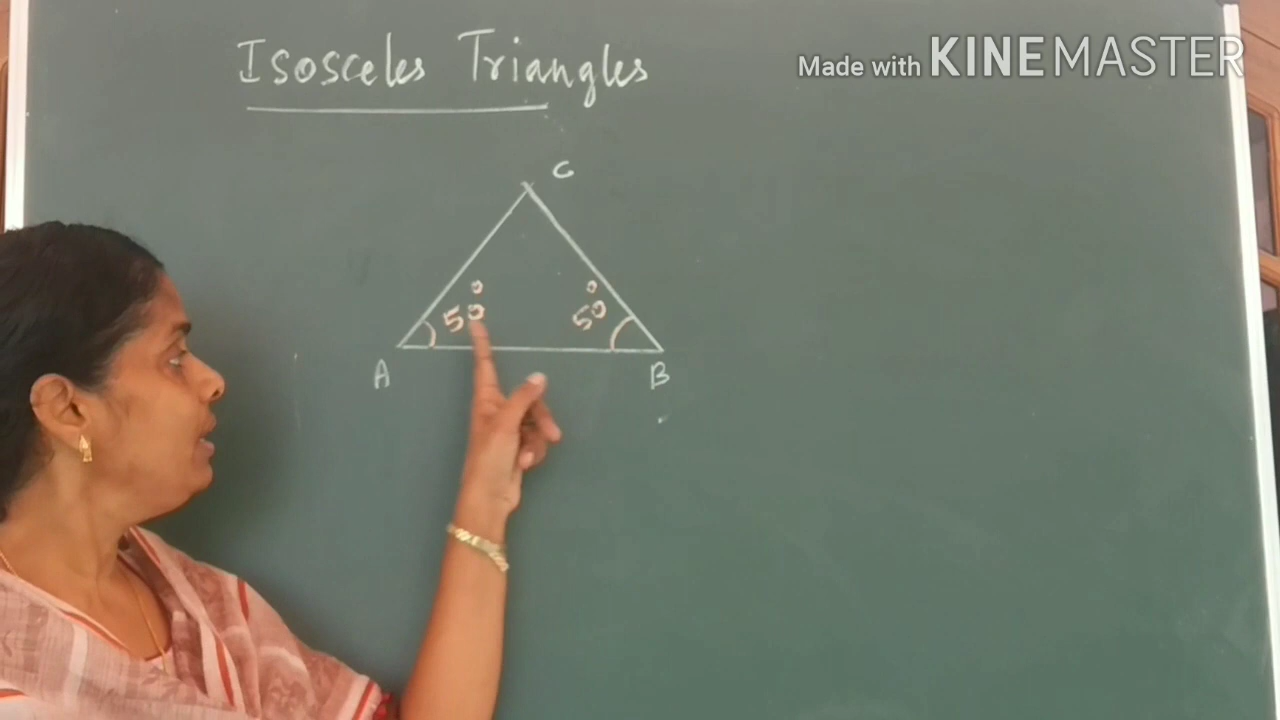 Isosceles Triangles
Made with KINEMASTER
C
50° 50°
A B